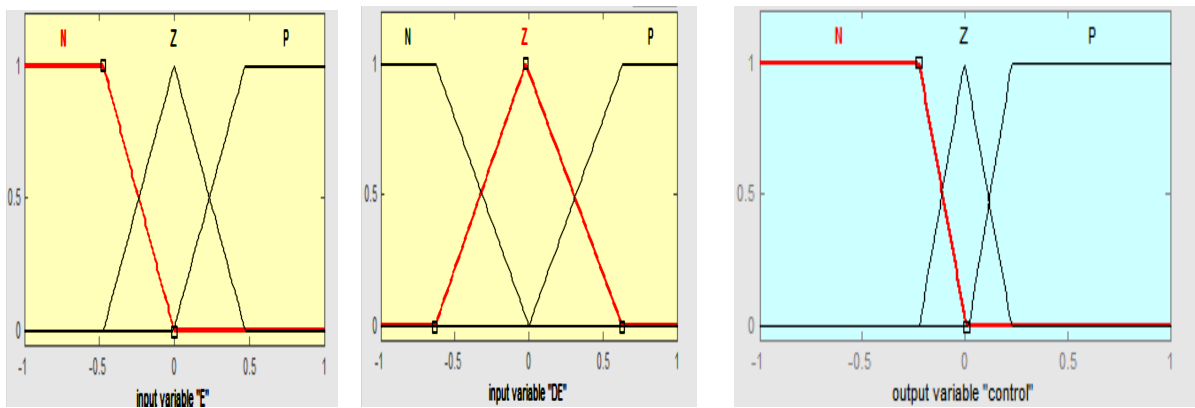 N Z P
1
0.5
0
-1 -0.5 0 0.5 1
input variable "E"
N Z P
1
0.5
0
-1 -0.5 0 0.5 1
input variable "DE"
N Z P
1
0.5
0
-1 -0.5 0 0.5 1
output variable "control"